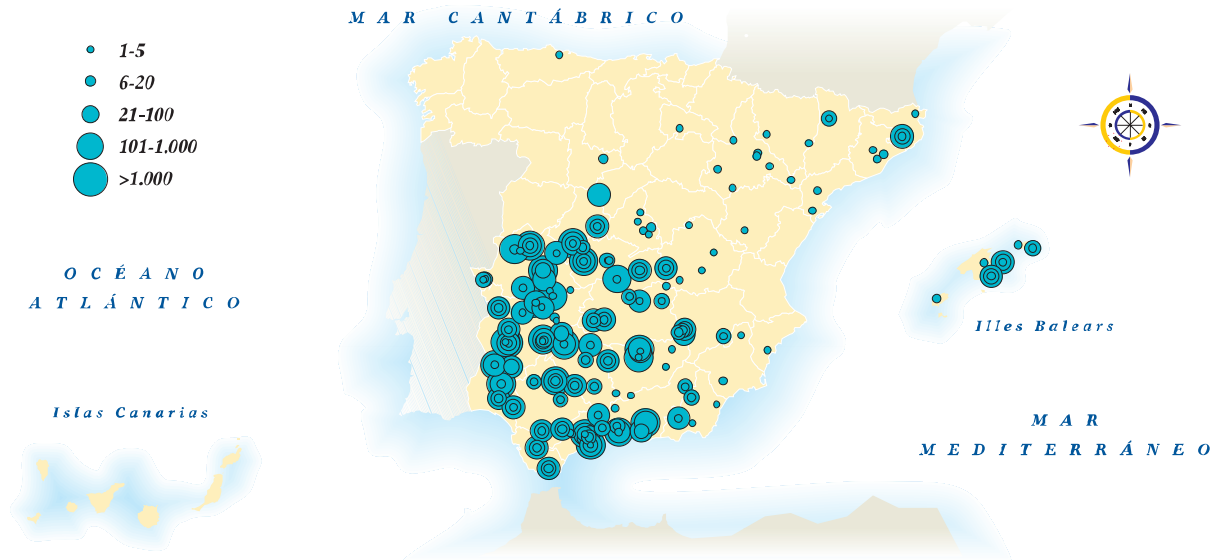 MAR CANTÁBRICO
1-5
6-20
21-100
101-1.000
>1.000
OCÉANO
ATLÁNTICO
Illes Balears
Islas Canarias
MAR
MEDITERRÁNEO